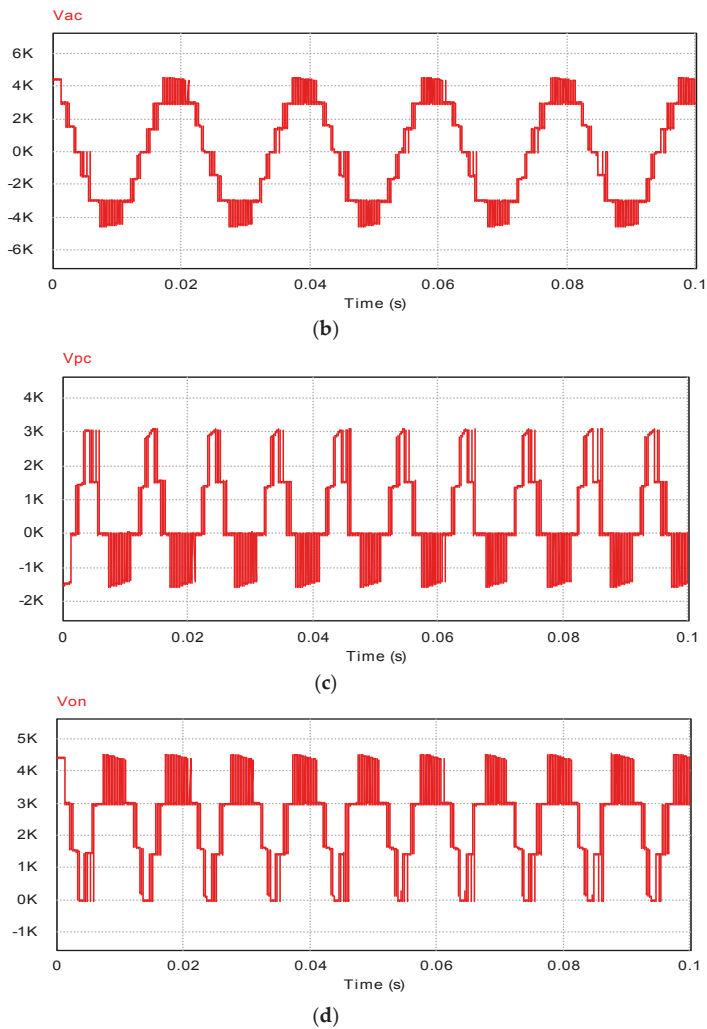 Vac
6K
4K
2K
0K
-2K
-4K
-6K
0 0.02 0.04 0.06 0.08 0.1
Time (s)
(b)
Vpc
4K
3K
2K
1K
0K
-1K
-2K
0 0.02 0.04 0.06 0.08 0.1
Time (s)
(c)
Von
5K
4K
3K
2K
1K
0K
-1K
0 0.02 0.04 0.06 0.08 0.1
Time (s)
(d)